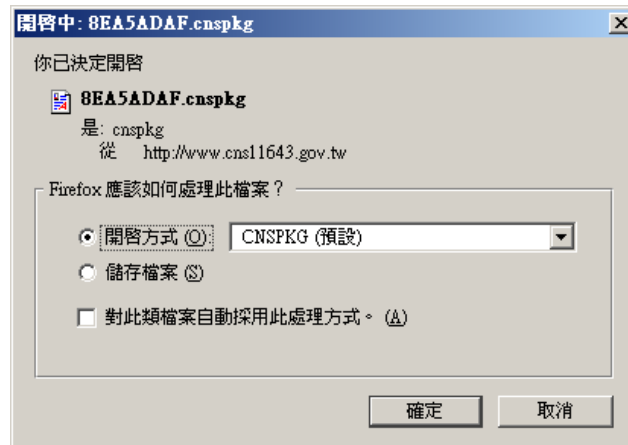 開啓中: 8EA5ADAF.cnspkg
你已決定開啓
8EA5ADAF.cnspkg
是: cnspkg
從 http://www.cns11643.gov.tw
Firefox 應該如何處理此檔案？
開啓方式 (O): CNSPKG (預設)
儲存檔案 (S)
對此類檔案自動採用此處理方式。 (A)
確定 取消